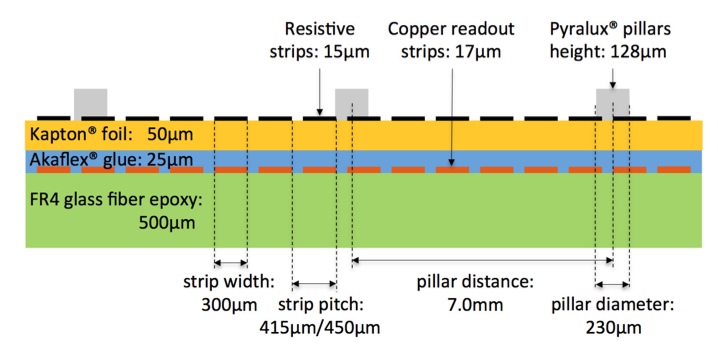 Resistive
strips: 15µm
Copper readout
strips: 17µm
Pyralux® pillars
height: 128µm
Kapton® foil: 50µm
Akaflex® glue: 25µm
FR4 glass fiber epoxy:
500µm
strip width:
300µm
strip pitch:
415µm/450µm
pillar distance:
7.0mm
pillar diameter:
230µm